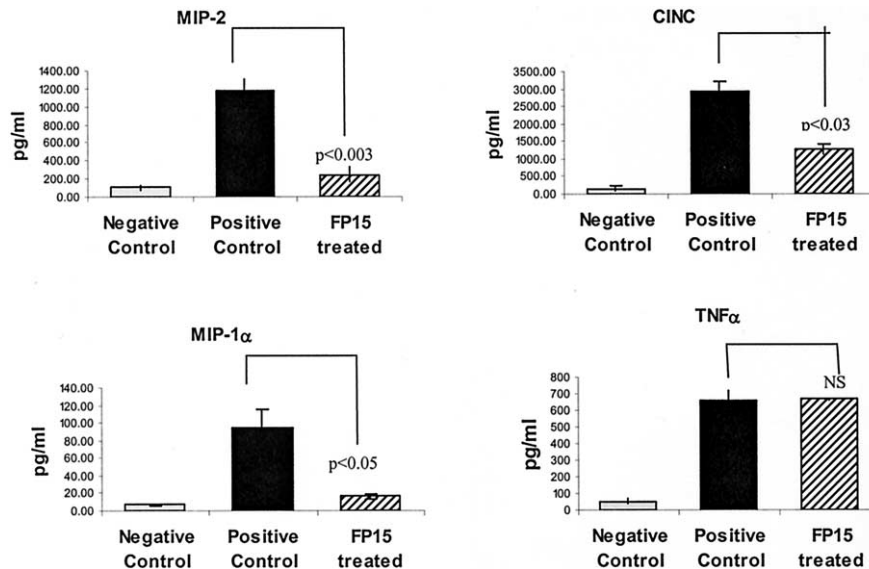 MIP-2
1400.00
1200.00
1000.00
800.00
600.00
400.00
200.00
0.00
pg/ml
p<0.003
Negative Control
Positive Control
FP15 treated
CINC
3500.00
3000.00
2500.00
2000.00
1500.00
1000.00
500.00
0.00
pg/ml
p<0.03
Negative Control
Positive Control
FP15 treated
MIP-1α
140.00
120.00
100.00
80.00
60.00
40.00
20.00
0.00
pg/ml
p<0.05
Negative Control
Positive Control
FP15 treated
TNFα
800
700
600
500
400
300
200
100
0
pg/ml
NS
Negative Control
Positive Control
FP15 treated